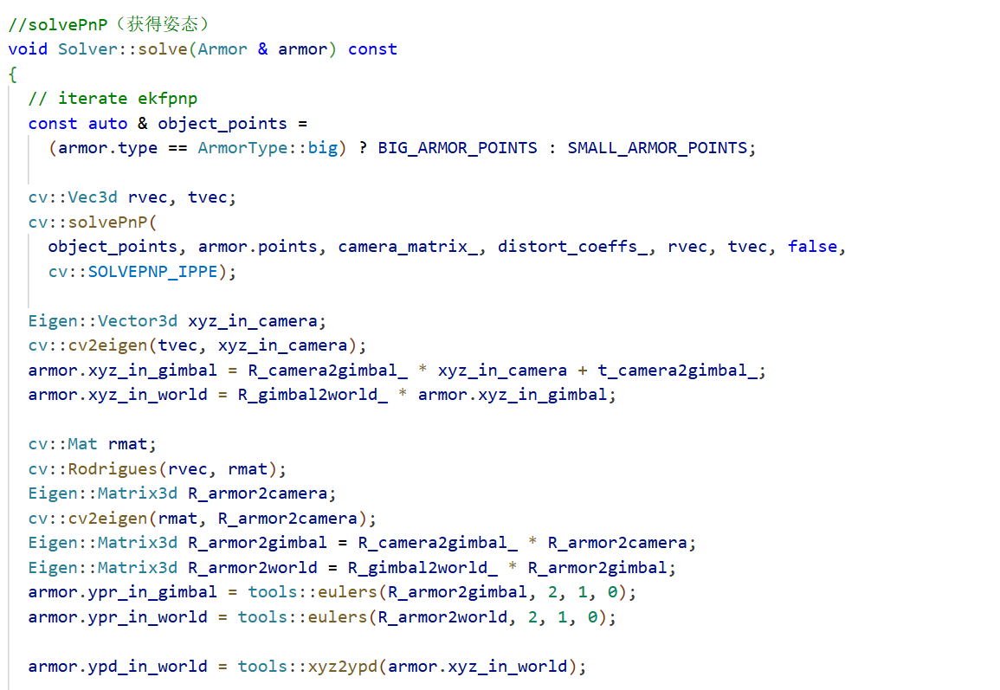 //solvePnP（获得姿态）
void Solver::solve(Armor & armor) const
{
  // iterate ekfpnp
  const auto & object_points =
    (armor.type == ArmorType::big) ? BIG_ARMOR_POINTS : SMALL_ARMOR_POINTS;

  cv::Vec3d rvec, tvec;
  cv::solvePnP(
    object_points, armor.points, camera_matrix_, distort_coeffs_, rvec, tvec, false,
    cv::SOLVEPNP_IPPE);

  Eigen::Vector3d xyz_in_camera;
  cv::cv2eigen(tvec, xyz_in_camera);
  armor.xyz_in_gimbal = R_camera2gimbal_ * xyz_in_camera + t_camera2gimbal_;
  armor.xyz_in_world = R_gimbal2world_ * armor.xyz_in_gimbal;

  cv::Mat rmat;
  cv::Rodrigues(rvec, rmat);
  Eigen::Matrix3d R_armor2camera;
  cv::cv2eigen(rmat, R_armor2camera);
  Eigen::Matrix3d R_armor2gimbal = R_camera2gimbal_ * R_armor2camera;
  Eigen::Matrix3d R_armor2world = R_gimbal2world_ * R_armor2gimbal;
  armor.ypr_in_gimbal = tools::eulers(R_armor2gimbal, 2, 1, 0);
  armor.ypr_in_world = tools::eulers(R_armor2world, 2, 1, 0);

  armor.ypd_in_world = tools::xyz2ypd(armor.xyz_in_world);